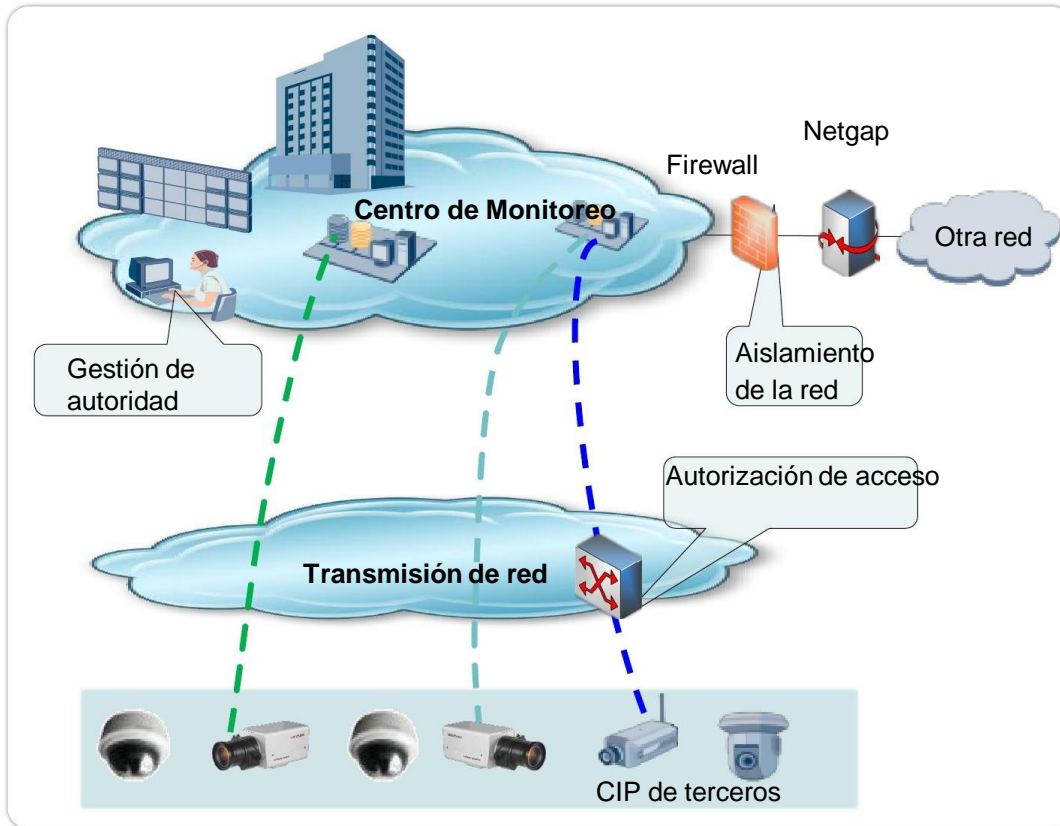 Netgap
Firewall
Centro de Monitoreo
Otra red
Gestión de
autoridad
Aislamiento
de la red
Autorización de acceso
Transmisión de red
CIP de terceros